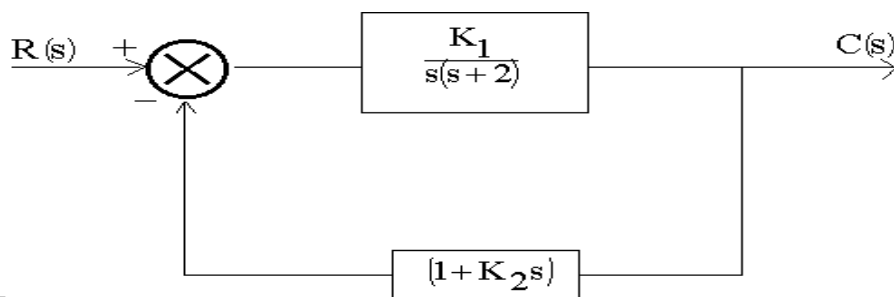 R(s) + K₁ C(s)
s(s+2)
−
(1+K₂s)